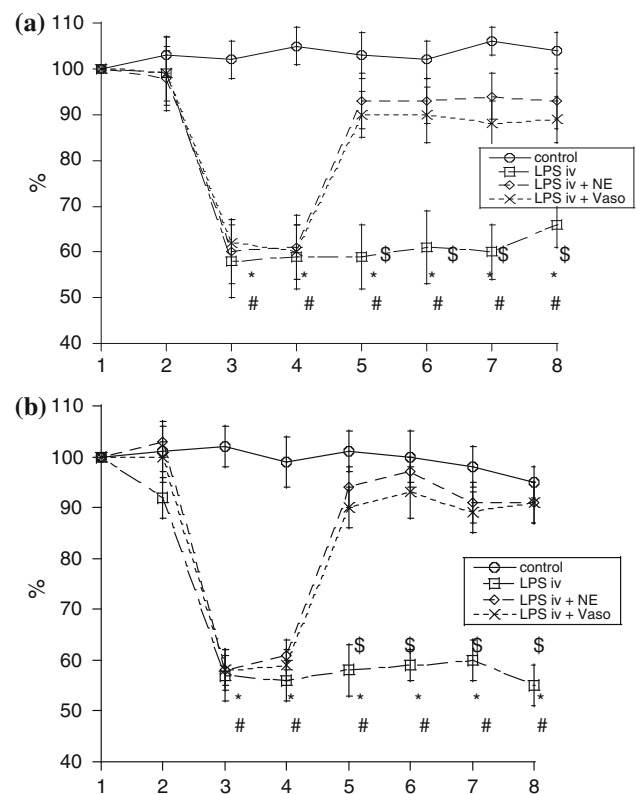 (a)
110
100
90
80
70
60
50
40
%
control
LPS iv
LPS iv + NE
LPS iv + Vaso
$ $ $ $
* * * * * *
# # # # # #
1 2 3 4 5 6 7 8
(b)
110
100
90
80
70
60
50
40
%
control
LPS iv
LPS iv + NE
LPS iv + Vaso
$ $ $ $
* * * * * *
# # # # # #
1 2 3 4 5 6 7 8